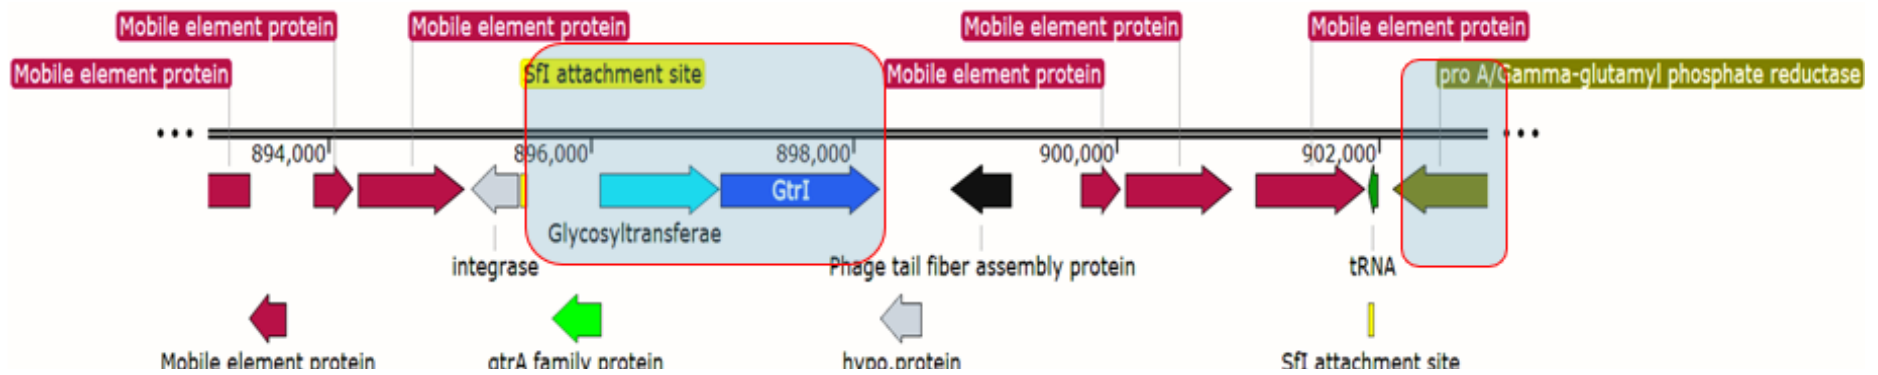 Mobile element protein
Mobile element protein
Mobile element protein
Mobile element protein
Mobile element protein
SfI attachment site
Mobile element protein
pro A/Gamma-glutamyl phosphate reductase
894,000
896,000
898,000
900,000
902,000
GtrI
Glycosyltransferae
integrase
Phage tail fiber assembly protein
tRNA
Mobile element protein
gtrA family protein
hypo.protein
SfI attachment site